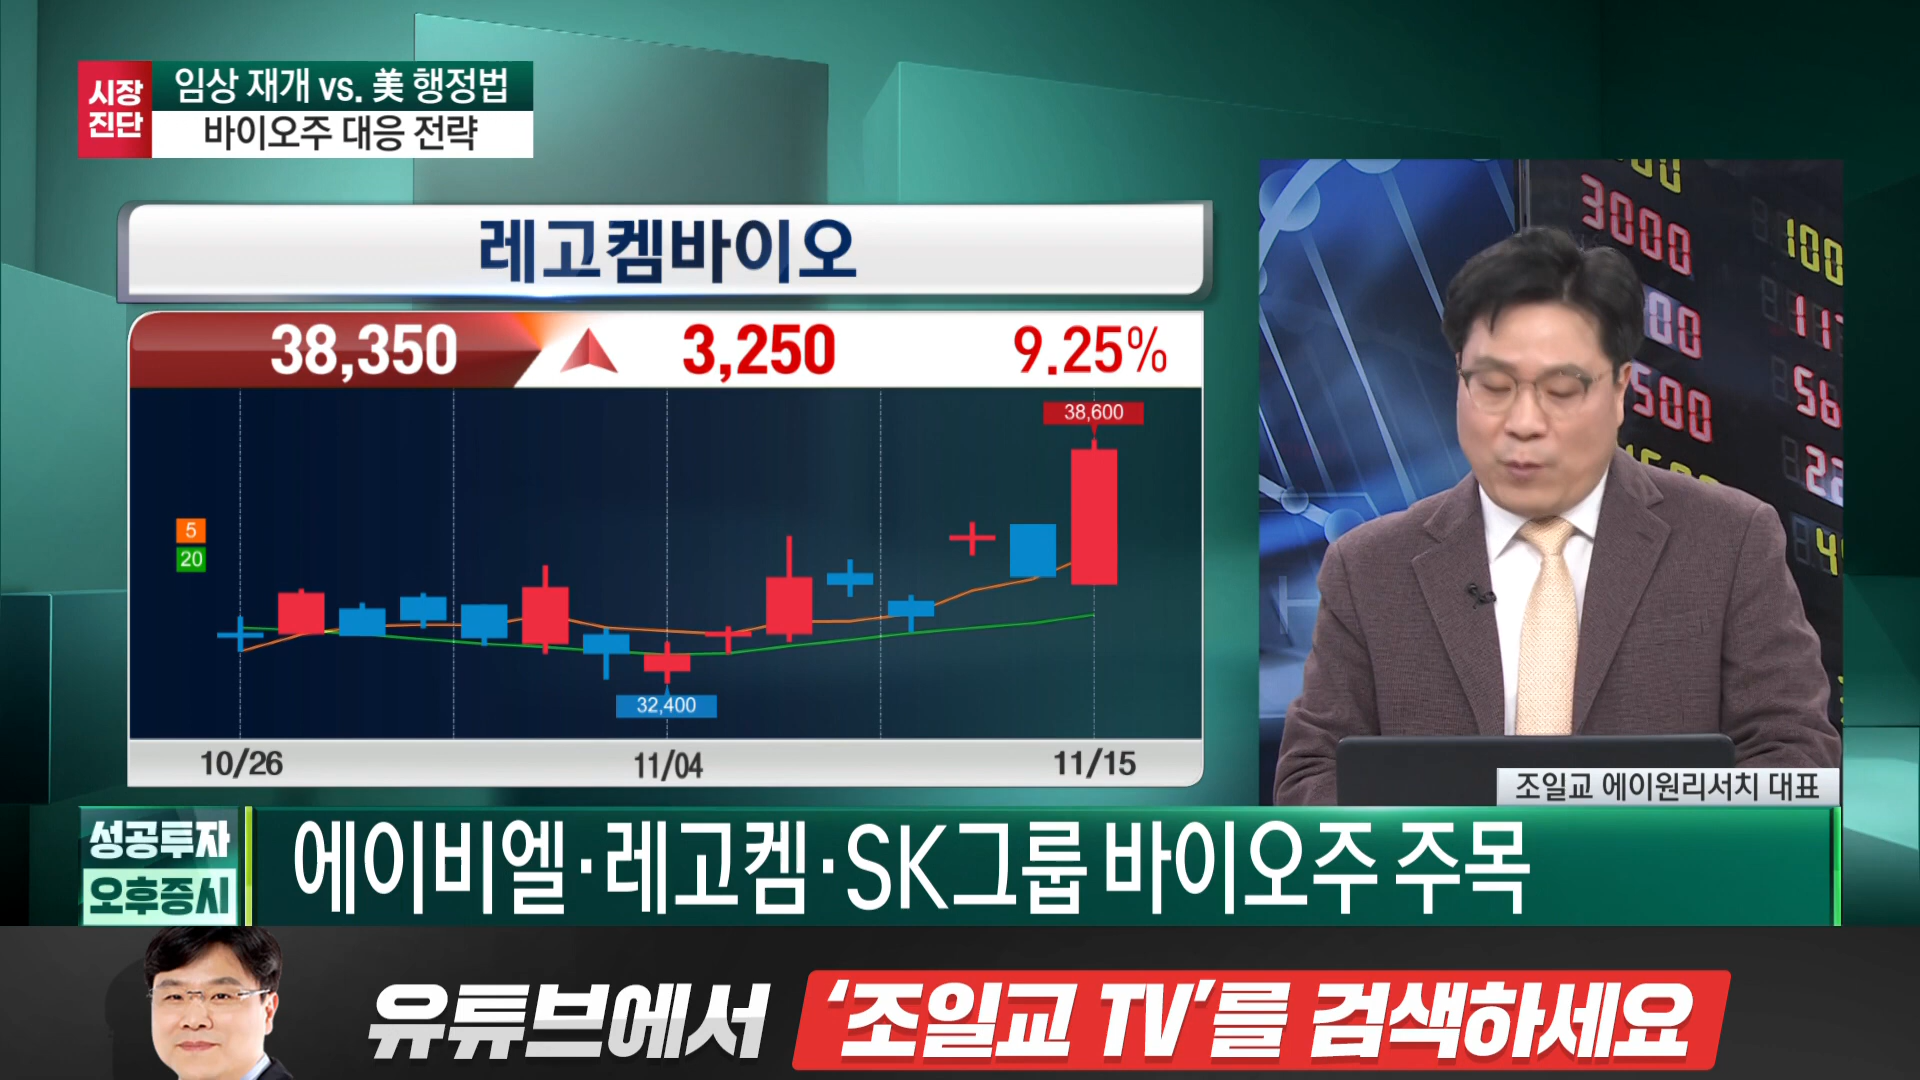 시장
진단
임상 재개 vs. 美 행정법
바이오주 대응 전략
레고켐바이오
38,350 ▲ 3,250 9.25%
38,600
5
20
32,400
10/26 11/04 11/15
3000
500
조일교 에이원리서치 대표
성공투자
오후증시
에이비엘·레고켐·SK그룹 바이오주 주목
유튜브에서 '조일교 TV'를 검색하세요